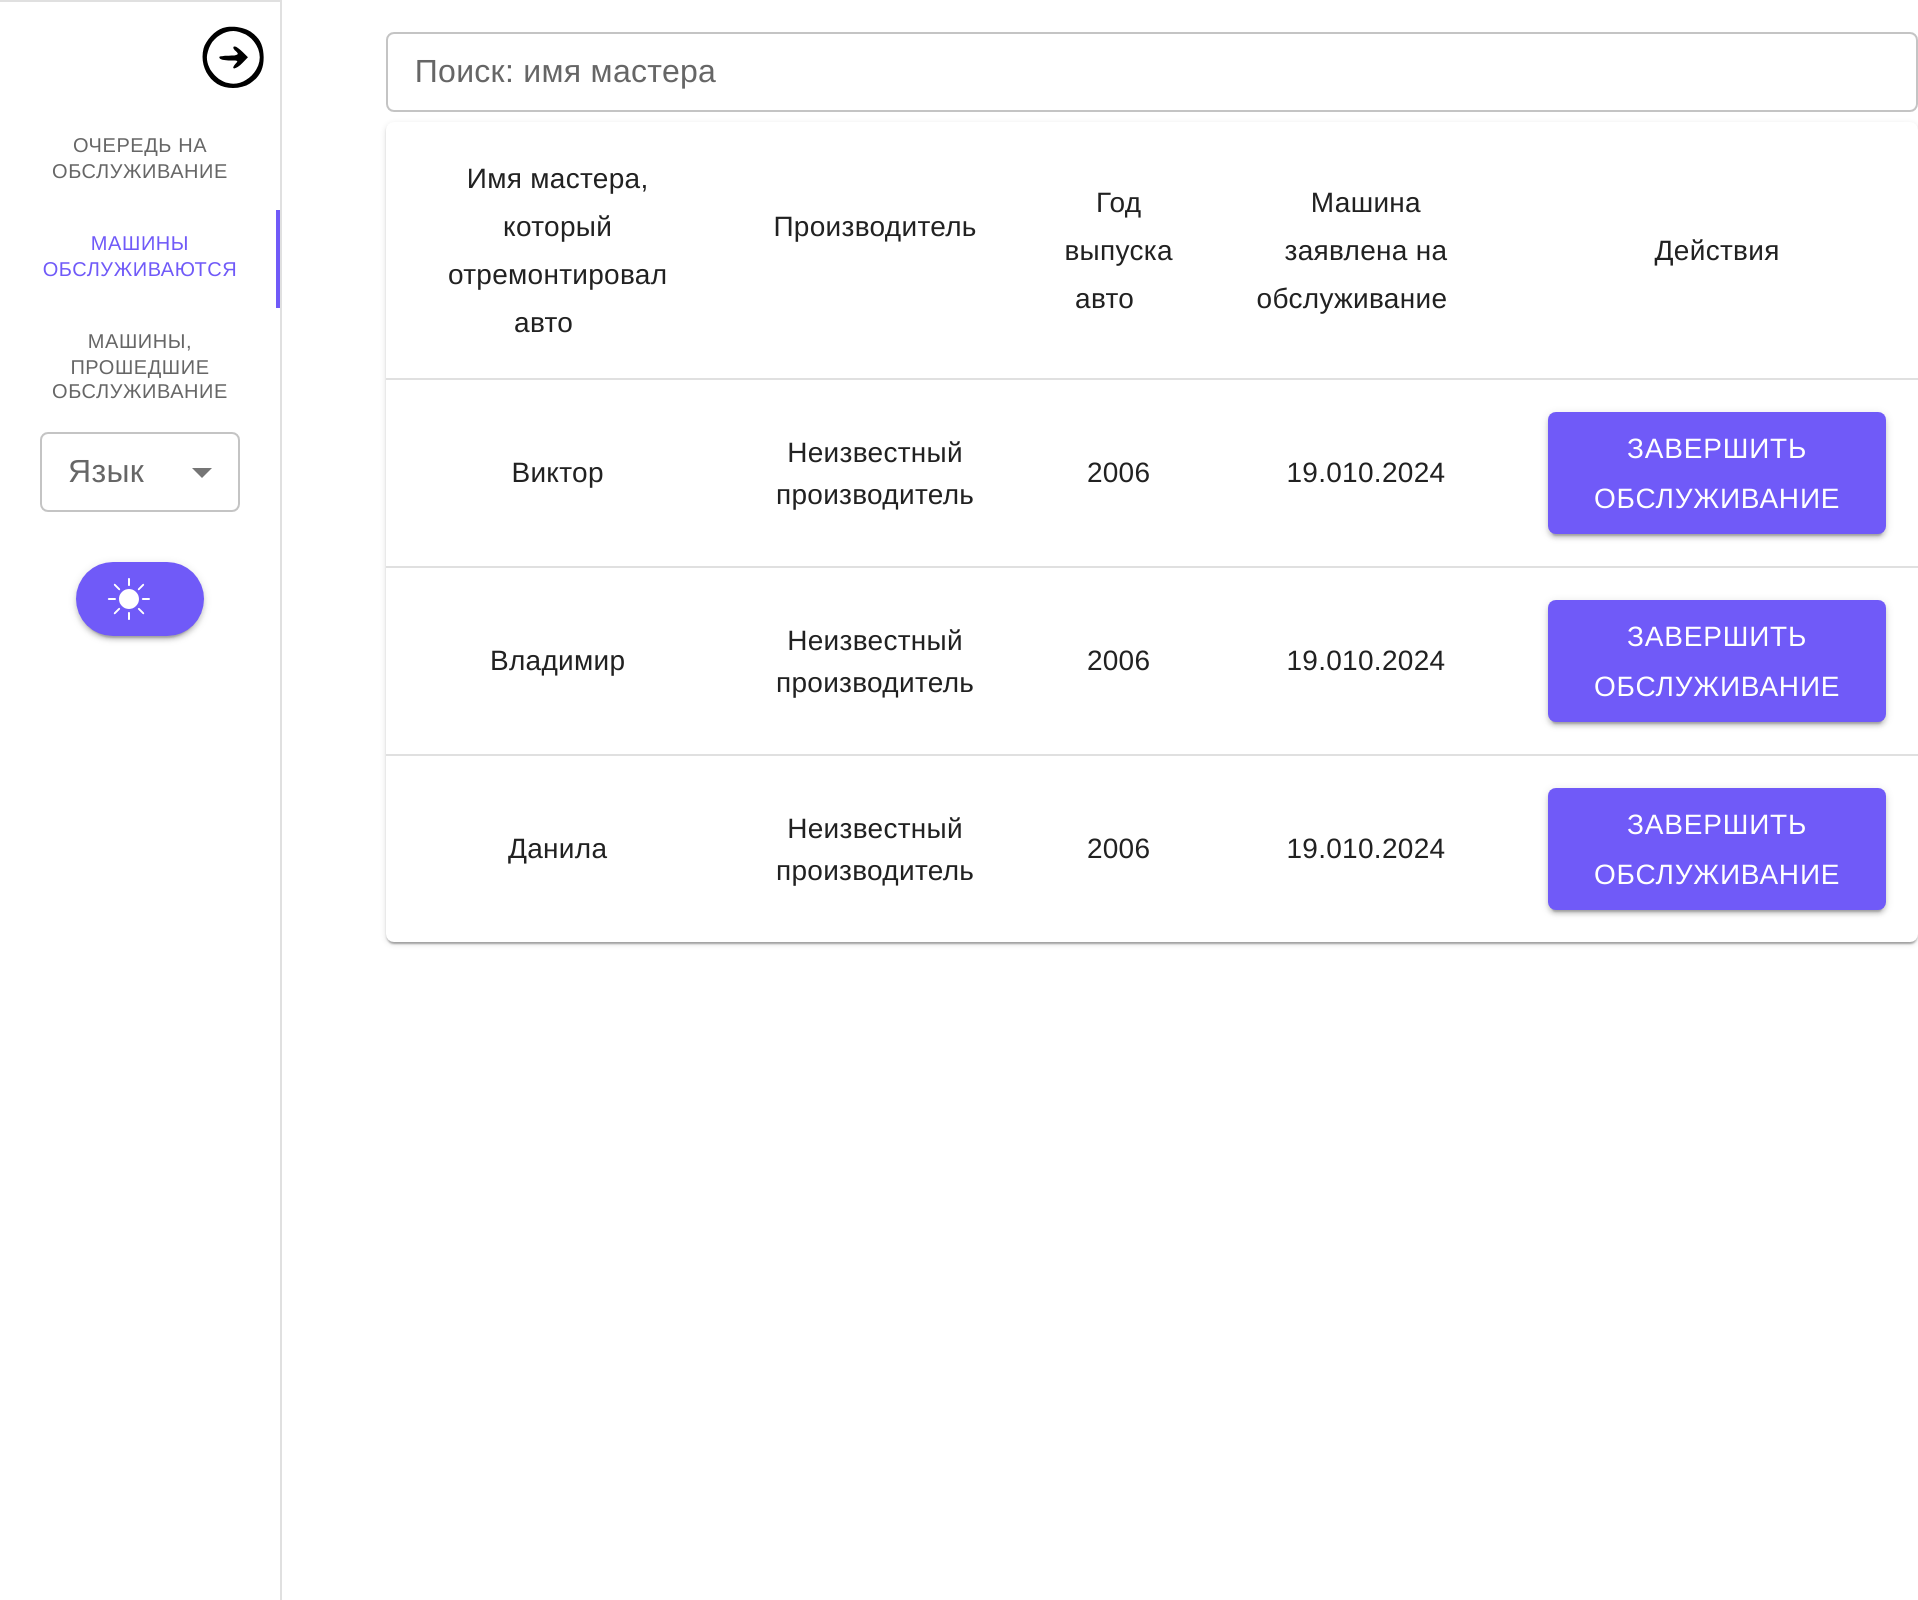 ОЧЕРЕДЬ НА
ОБСЛУЖИВАНИЕ
МАШИНЫ
ОБСЛУЖИВАЮТСЯ
МАШИНЫ,
ПРОШЕДШИЕ
ОБСЛУЖИВАНИЕ
Язык
Поиск: имя мастера
Имя мастера,
который
отремонтировал
авто
Производитель
Год
выпуска
авто
Машина
заявлена на
обслуживание
Действия
Виктор
Неизвестный
производитель
2006
19.010.2024
ЗАВЕРШИТЬ
ОБСЛУЖИВАНИЕ
Владимир
Неизвестный
производитель
2006
19.010.2024
ЗАВЕРШИТЬ
ОБСЛУЖИВАНИЕ
Данила
Неизвестный
производитель
2006
19.010.2024
ЗАВЕРШИТЬ
ОБСЛУЖИВАНИЕ